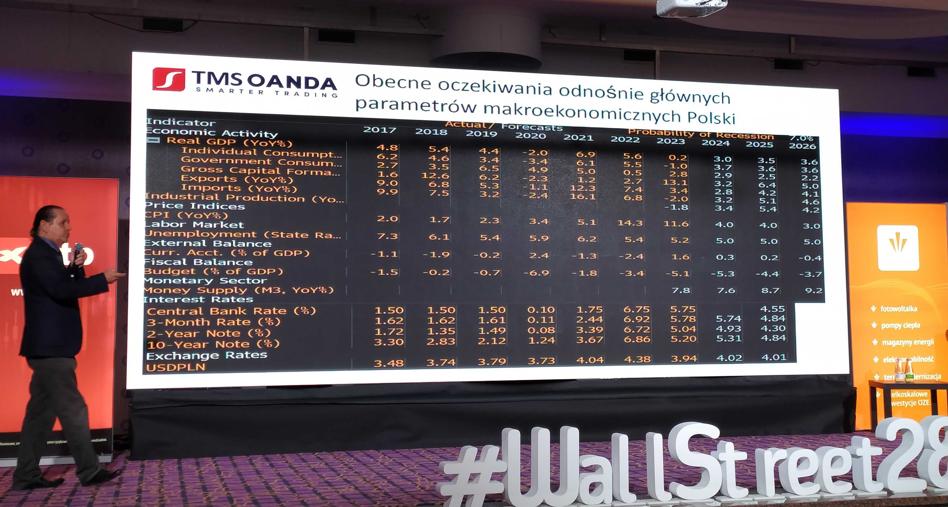 TMS OANDA
SMARTER TRADING
Obecne oczekiwania odnośnie głównych
parametrów makroekonomicznych Polski
Actual / Forecasts Probability of Recession 7.0%
Indicator 2017 2018 2019 2020 2021 2022 2023 2024 2025 2026
Economic Activity
Real GDP (YoY%) 4.8 5.4 4.4 -2.0 6.9 5.6 0.2 3.0 3.5 3.6
Individual Consumpt... 6.2 4.6 3.4 -3.4 6.1 5.5 -1.0 3.7 3.6 3.6
Government Consum... 2.7 3.5 6.5 4.9 5.0 0.5 2.8 2.9 2.5 2.2
Gross Capital Forma... 1.6 12.6 6.2 -2.3 1.2 2.7 13.1 3.2 6.4 5.0
Exports (YoY%) 9.0 6.8 5.3 -1.1 12.3 7.4 3.4 2.8 4.2 4.1
Imports (YoY%) 9.9 7.5 3.2 -2.4 16.1 6.8 -2.0 3.2 5.1 4.6
Industrial Production (Yo... -1.8 3.4 5.4 4.2
Price Indices
CPI (YoY%) 2.0 1.7 2.3 3.4 5.1 14.3 11.6 4.0 4.0 3.0
Labor Market
Unemployment (State Ra... 7.3 6.1 5.4 5.9 6.2 5.4 5.2 5.0 5.0 5.0
External Balance
Curr. Acct. (% of GDP) -1.1 -1.9 -0.2 2.4 -1.3 -2.4 1.6 0.3 0.2 -0.4
Fiscal Balance
Budget (% of GDP) -1.5 -0.2 -0.7 -6.9 -1.8 -3.4 -5.1 -5.3 -4.4 -3.7
Monetary Sector
Money Supply (M3, YoY%) 7.8 7.6 8.7 9.2
Interest Rates
Central Bank Rate (%) 1.50 1.50 1.50 0.10 1.75 6.75 5.75 4.55
3-Month Rate (%) 1.62 1.62 1.61 0.11 2.44 6.92 5.78 5.74 4.84
2-Year Note (%) 1.72 1.35 1.49 0.08 3.39 6.72 5.04 4.93 4.30
10-Year Note (%) 3.30 2.83 2.12 1.24 3.67 6.86 5.20 5.31 4.84
Exchange Rates
USDPLN 3.48 3.74 3.79 3.73 4.04 4.38 3.94 4.02 4.01
fotowoltaika
pompy ciepła
magazyny energii
#WallStreet28